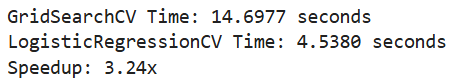 GridSearchCV Time: 14.6977 seconds
LogisticRegressionCV Time: 4.5380 seconds
Speedup: 3.24x